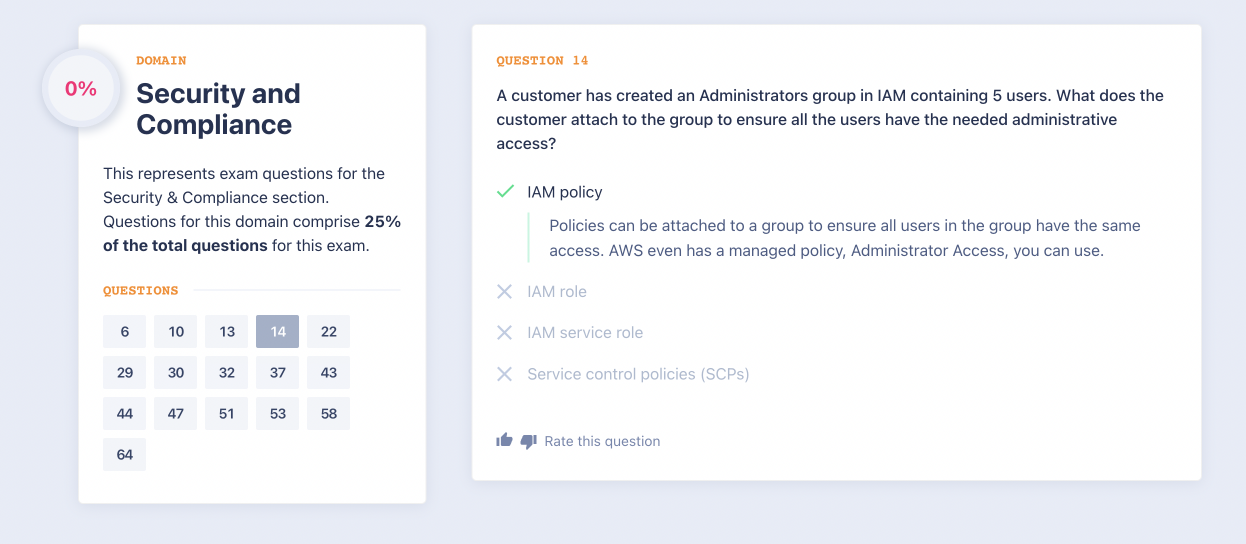 0%
DOMAIN
Security and
Compliance
This represents exam questions for the
Security & Compliance section.
Questions for this domain comprise 25%
of the total questions for this exam.
QUESTIONS
6 10 13 14 22
29 30 32 37 43
44 47 51 53 58
64
QUESTION 14
A customer has created an Administrators group in IAM containing 5 users. What does the
customer attach to the group to ensure all the users have the needed administrative
access?
IAM policy
Policies can be attached to a group to ensure all users in the group have the same
access. AWS even has a managed policy, Administrator Access, you can use.
IAM role
IAM service role
Service control policies (SCPs)
Rate this question